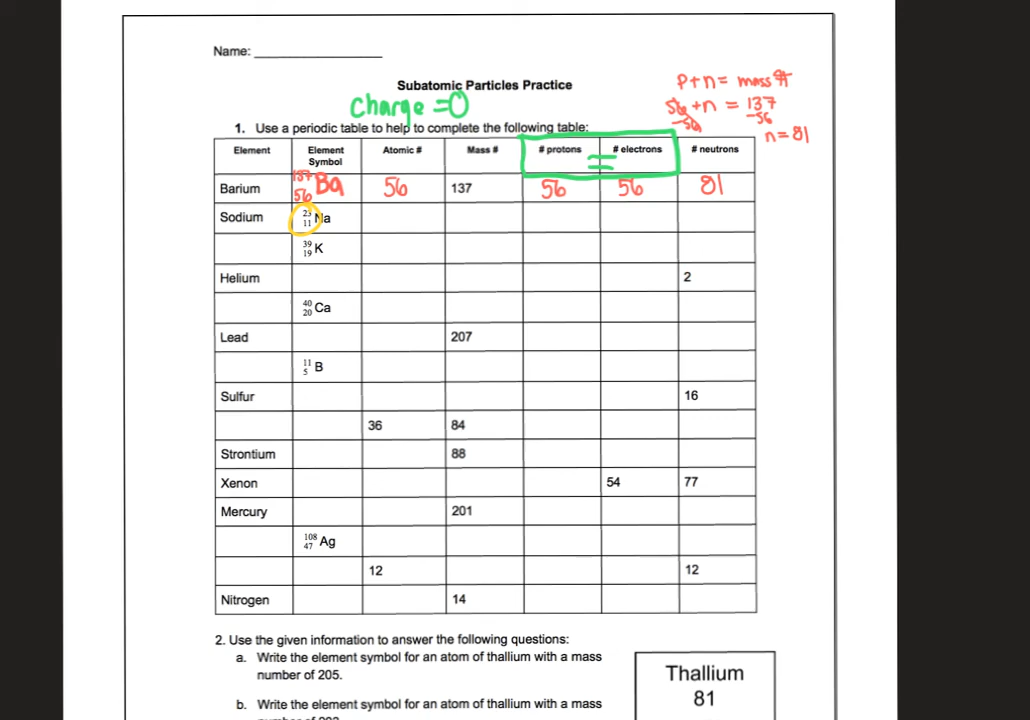 Name:
Subatomic Particles Practice
P+n = mass #
Charge = 0
56 +n = 137
-56 -56
n = 81
1. Use a periodic table to help to complete the following table:
Element Element Symbol Atomic # Mass # # protons = # electrons # neutrons
Barium 137 56 Ba 56 137 56 56 81
Sodium 23 11 Na
39 19 K
Helium 2
40 20 Ca
Lead 207
11 5 B
Sulfur 16
36 84
Strontium 88
Xenon 54 77
Mercury 201
108 47 Ag
12 12
Nitrogen 14
2. Use the given information to answer the following questions:
a. Write the element symbol for an atom of thallium with a mass
number of 205.
b. Write the element symbol for an atom of thallium with a mass
Thallium
81